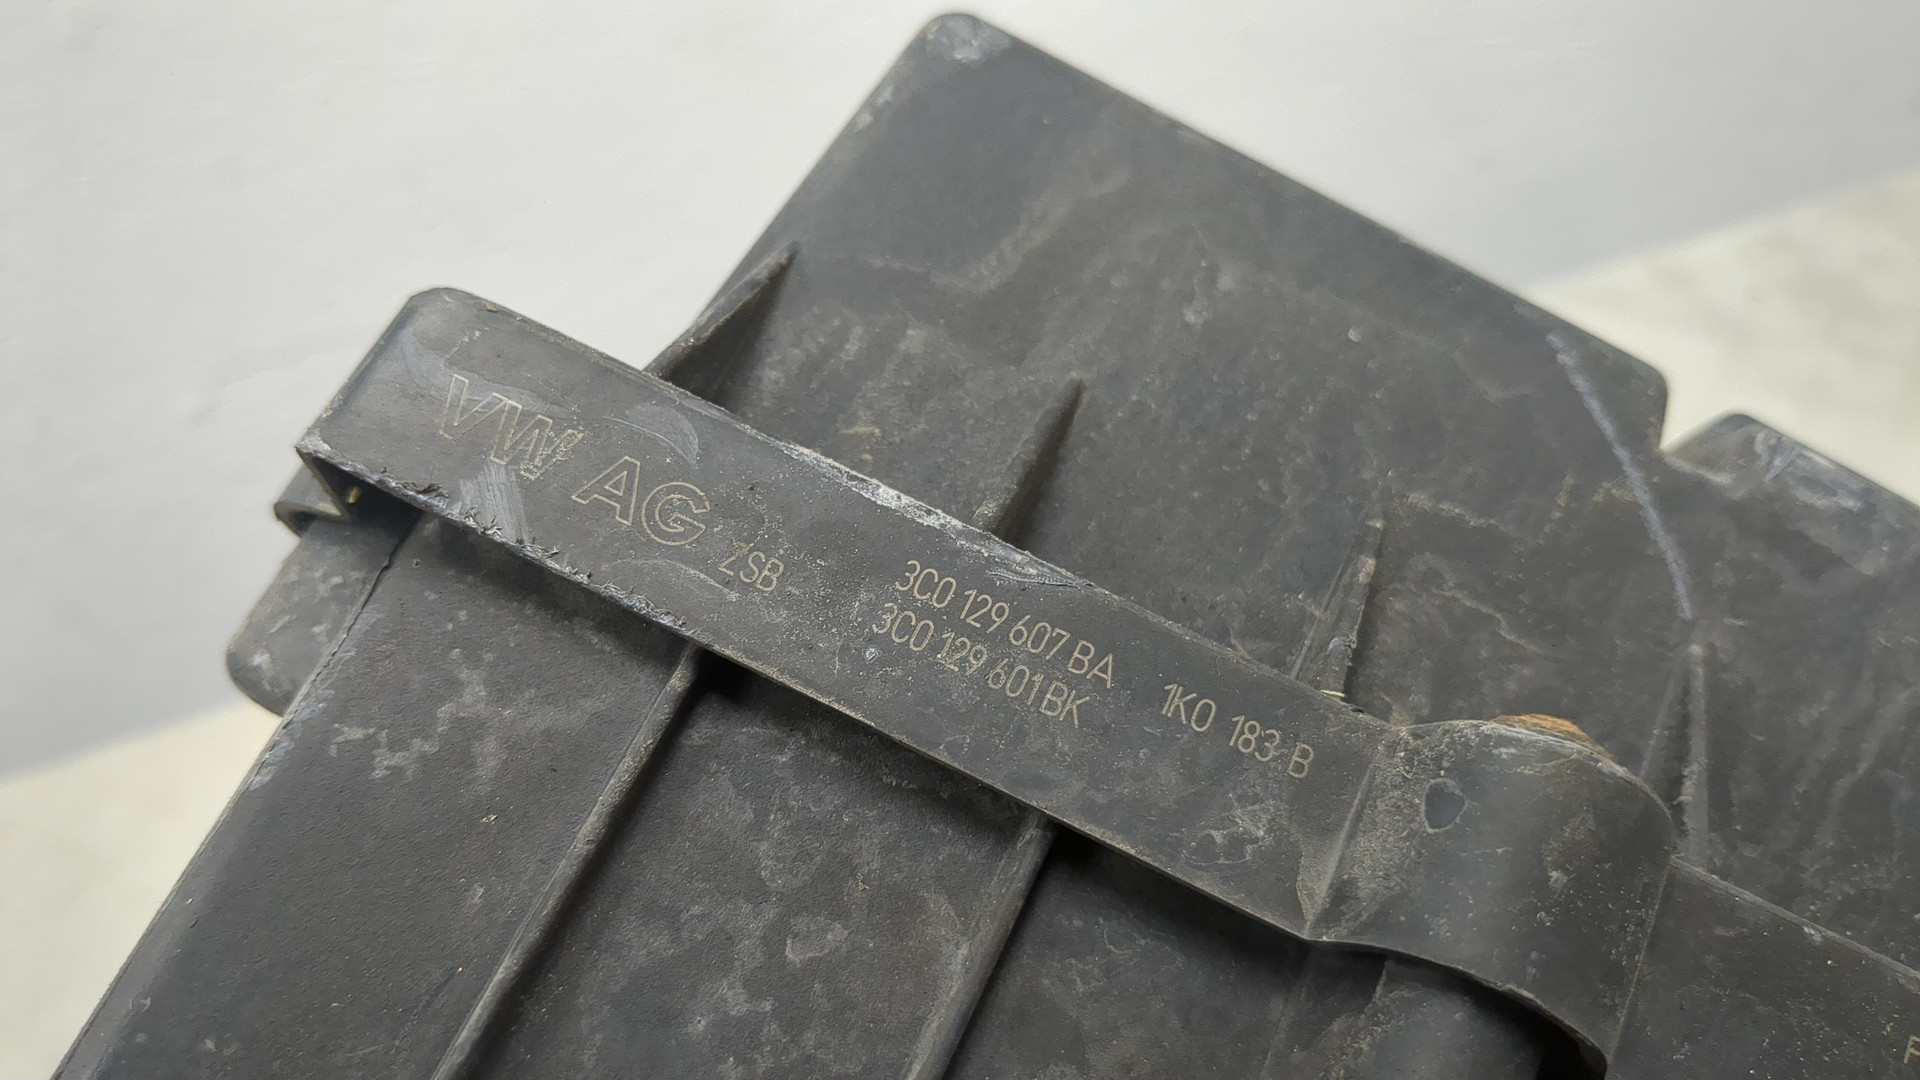 VW AG ZSB
3C0 129 607 BA
3C0 129 601 BK
1K0 183 B